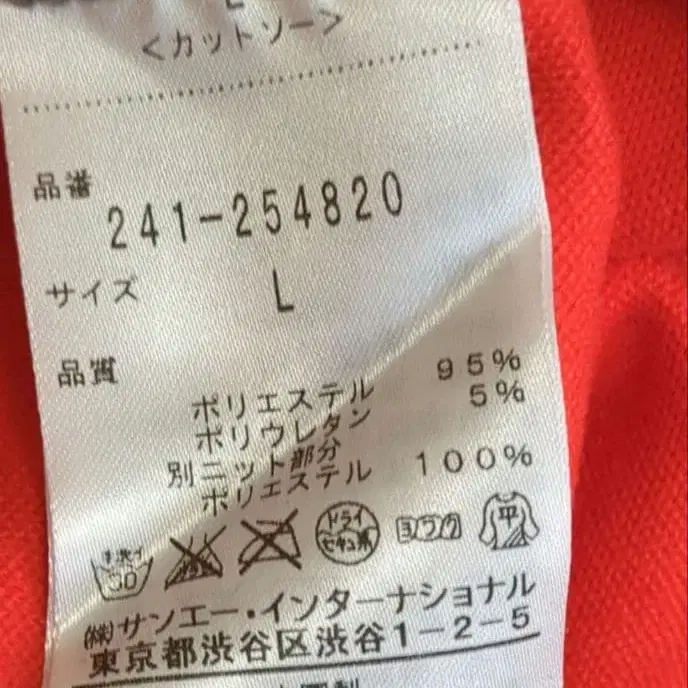 <カットソー>
品番
241-254820
サイズ L
品質
ポリエステル 95%
ポリウレタン 5%
別ニット部分
ポリエステル 100%
手洗イ 30 ドライ セキユ系 ヨワク 平
(株)サンエー・インターナショナル
東京都渋谷区渋谷1-2-5